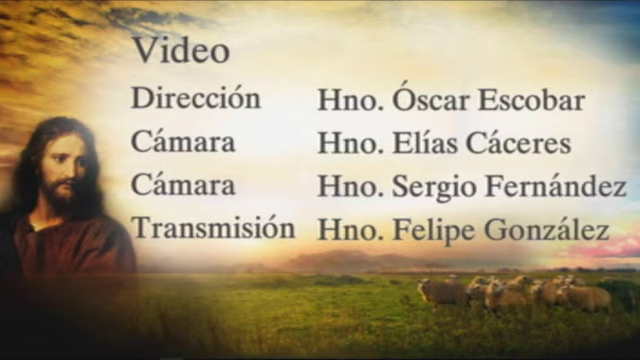 Video
Dirección Hno. Óscar Escobar
Cámara Hno. Elías Cáceres
Cámara Hno. Sergio Fernández
Transmisión Hno. Felipe González